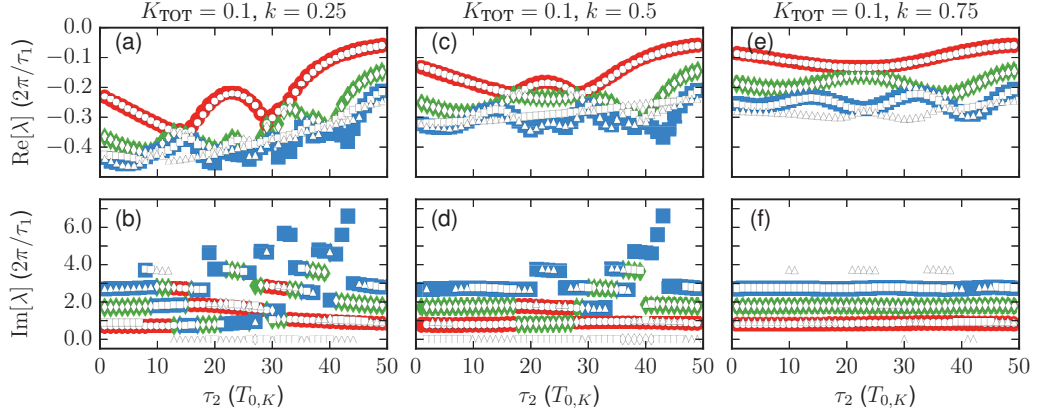 K_TOT = 0.1, k = 0.25
K_TOT = 0.1, k = 0.5
K_TOT = 0.1, k = 0.75
(a)
(c)
(e)
0.0
−0.1
−0.2
−0.3
−0.4
Re[λ] (2π/τ₁)
(b)
(d)
(f)
6.0
4.0
2.0
0.0
Im[λ] (2π/τ₁)
0 10 20 30 40 50
0 10 20 30 40 50
0 10 20 30 40 50
τ₂ (T₀,K)
τ₂ (T₀,K)
τ₂ (T₀,K)